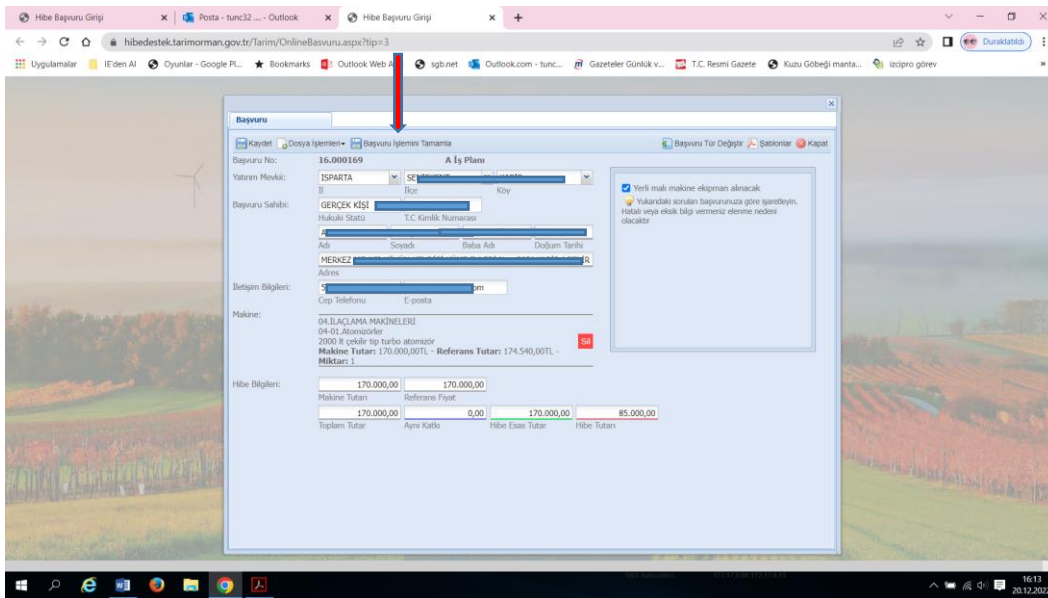 Hibe Başvuru Girişi
Posta - tunc32 .... - Outlook
Hibe Başvuru Girişi
hibedestek.tarimorman.gov.tr/Tarim/OnlineBasvuru.aspx?tip=3
Duraklatıldı
Uygulamalar
IE'den Al
Oyunlar - Google Pl...
Bookmarks
Outlook Web A
sgb.net
Outlook.com - tunc...
Gazeteler Günlük v...
T.C. Resmi Gazete
Kuzu Göbeği manta...
izcipro görev
Başvuru
Kaydet
Dosya İşlemleri
Başvuru İşlemini Tamamla
Başvuru Tür Değiştir
Şablonlar
Kapat
Başvuru No: 16.000169 A İş Planı
Yatırım Mevkii: ISPARTA
İl İlçe Köy
Başvuru Sahibi: GERÇEK KİŞİ
Hukuki Statü T.C Kimlik Numarası
A
Adı Soyadı Baba Adı Doğum Tarihi
MERKEZ R
Adres
İletişim Bilgileri: 5 om
Cep Telefonu E-posta
Makine:
04.İLAÇLAMA MAKİNELERİ
04-01.Atomizörler
2000 lt çekilir tip turbo atomizör
Makine Tutar: 170.000,00TL - Referans Tutar: 174.540,00TL -
Miktar: 1
Sil
Hibe Bilgileri: 170.000,00 170.000,00
Makine Tutarı Referans Fiyat
170.000,00 0,00 170.000,00 85.000,00
Toplam Tutar Ayni Katkı Hibe Esas Tutar Hibe Tutarı
Yerli malı makine ekipman alınacak
Yukarıdaki soruları başvurunuza göre işaretleyin.
Hatalı veya eksik bilgi vermeniz elenme nedeni
olacaktır
16:13
20.12.2022